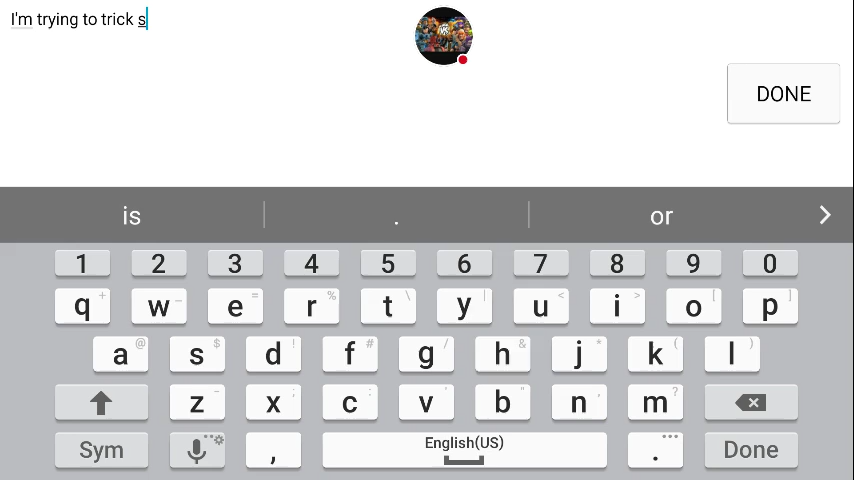 I'm trying to trick s
DONE
is . or >
1 2 3 4 5 6 7 8 9 0
q + w - e = r % t \ y | u < i > o [ p ]
a @ s $ d ! f # g / h & j * k ( l )
z - x ; c : v ' b " n , m ?
Sym , English(US) . Done